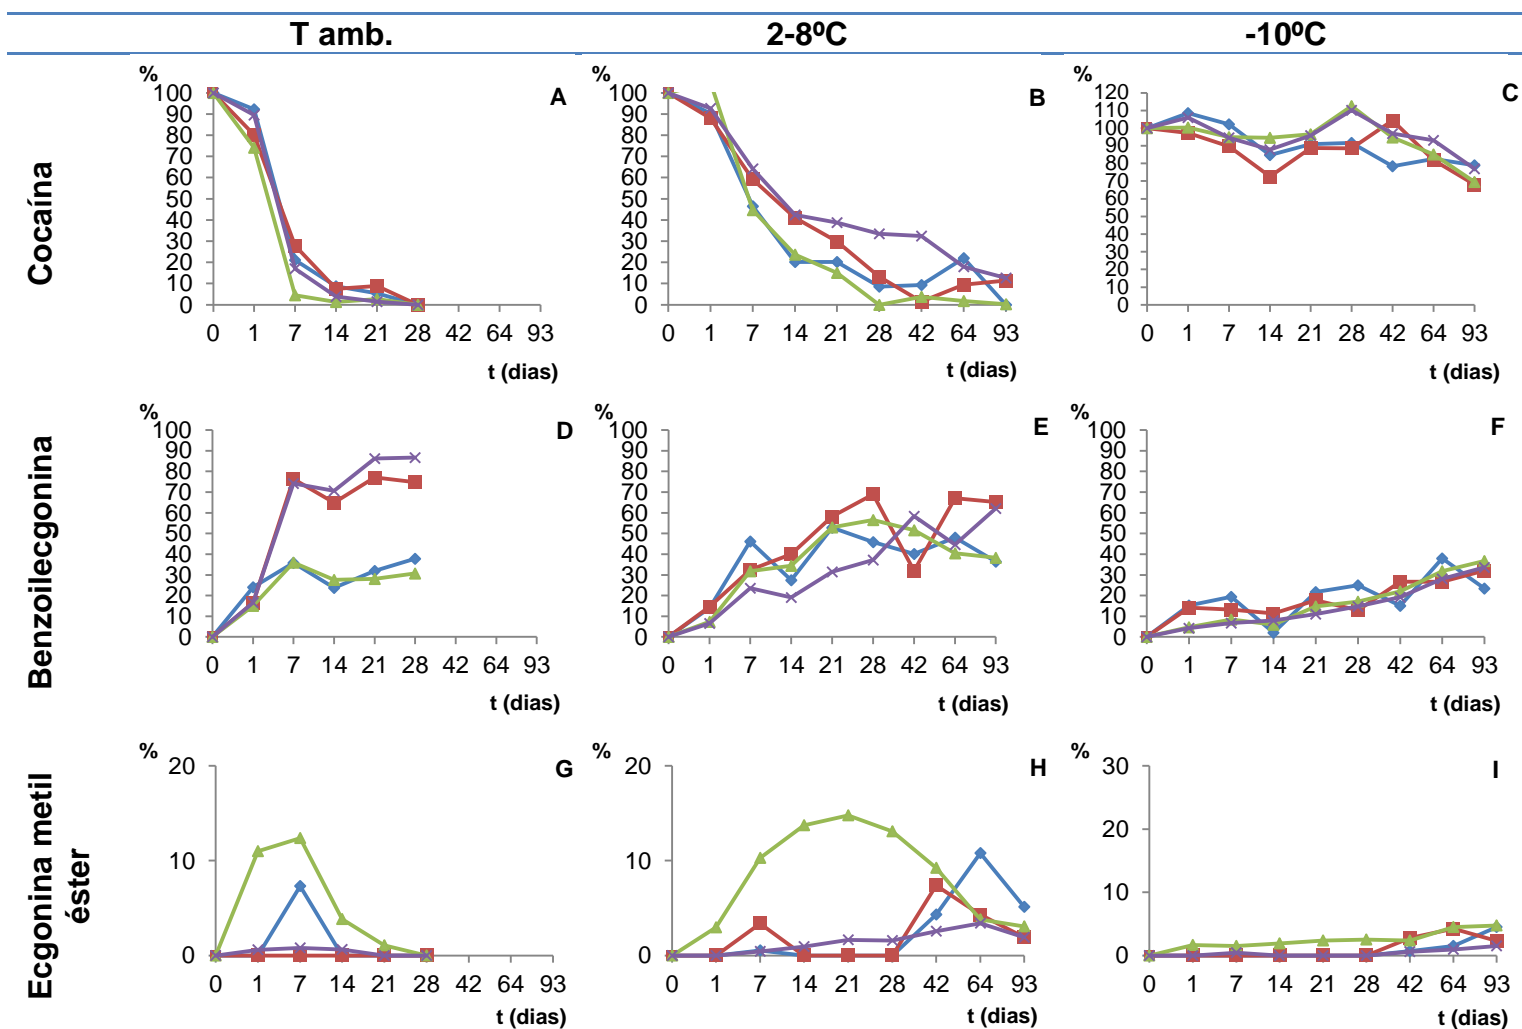 T amb. 2-8ºC -10ºC
Cocaína
% A
100
90
80
70
60
50
40
30
20
10
0
0 1 7 14 21 28 42 64 93
t (dias)
% B
100
90
80
70
60
50
40
30
20
10
0
0 1 7 14 21 28 42 64 93
t (dias)
% C
120
110
100
90
80
70
60
50
40
30
20
10
0
0 1 7 14 21 28 42 64 93
t (dias)
Benzoilecgonina
% D
100
90
80
70
60
50
40
30
20
10
0
0 1 7 14 21 28 42 64 93
t (dias)
% E
100
90
80
70
60
50
40
30
20
10
0
0 1 7 14 21 28 42 64 93
t (dias)
% F
100
90
80
70
60
50
40
30
20
10
0
0 1 7 14 21 28 42 64 93
t (dias)
Ecgonina metil
éster
% G
20
10
0
0 1 7 14 21 28 42 64 93
t (dias)
% H
20
10
0
0 1 7 14 21 28 42 64 93
t (dias)
% I
30
20
10
0
0 1 7 14 21 28 42 64 93
t (dias)